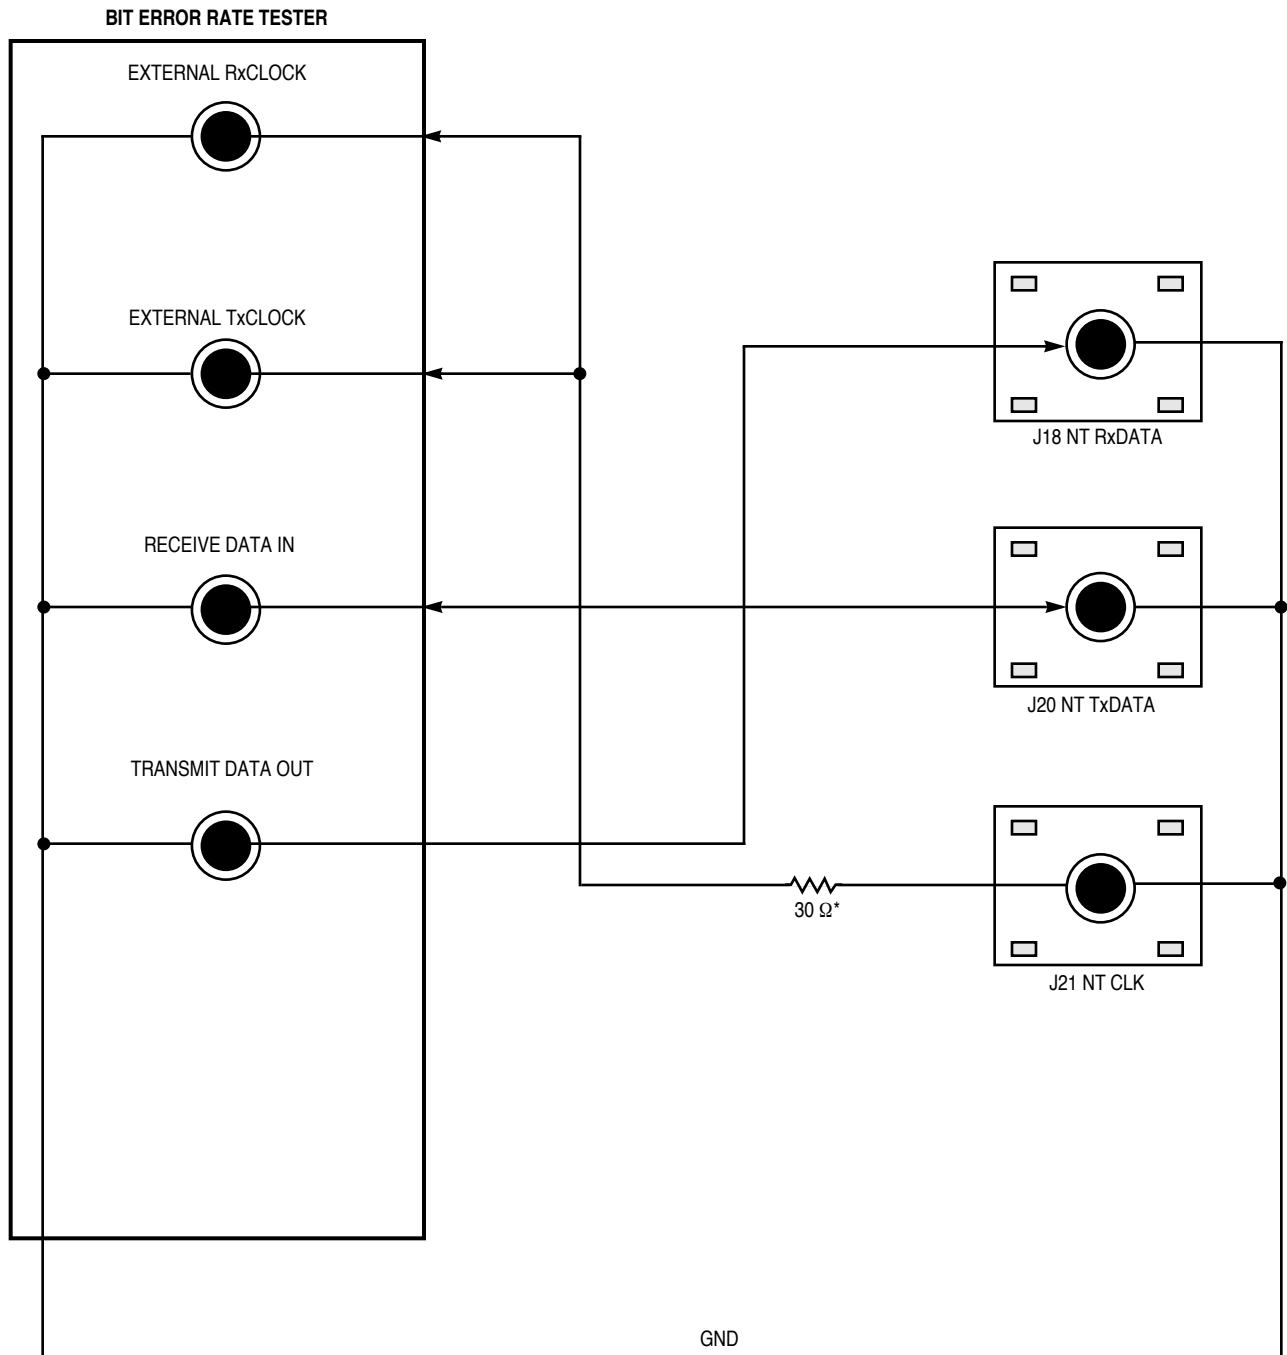 BIT ERROR RATE TESTER
EXTERNAL RxCLOCK
EXTERNAL TxCLOCK
J18 NT RxDATA
RECEIVE DATA IN
J20 NT TxDATA
TRANSMIT DATA OUT
30 Ω*
J21 NT CLK
GND